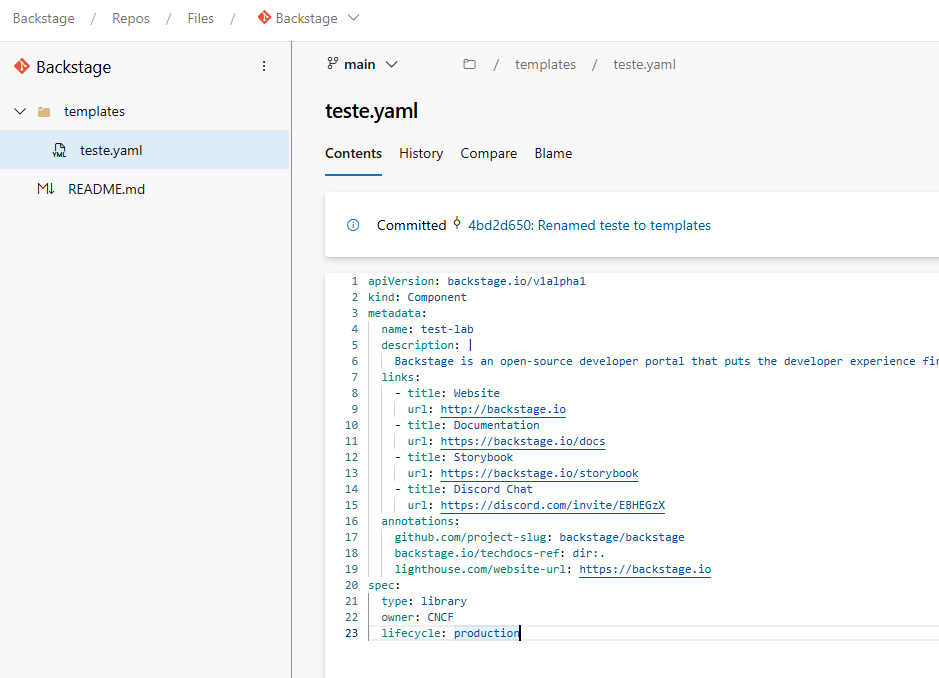 Backstage / Repos / Files / Backstage
Backstage
main / templates / teste.yaml
templates
teste.yaml
README.md
teste.yaml
Contents History Compare Blame
Committed 4bd2d650: Renamed teste to templates
1 apiVersion: backstage.io/v1alpha1
2 kind: Component
3 metadata:
4 name: test-lab
5 description: |
6 Backstage is an open-source developer portal that puts the developer experience fir
7 links:
8 - title: Website
9 url: http://backstage.io
10 - title: Documentation
11 url: https://backstage.io/docs
12 - title: Storybook
13 url: https://backstage.io/storybook
14 - title: Discord Chat
15 url: https://discord.com/invite/EBHEGzX
16 annotations:
17 github.com/project-slug: backstage/backstage
18 backstage.io/techdocs-ref: dir:.
19 lighthouse.com/website-url: https://backstage.io
20 spec:
21 type: library
22 owner: CNCF
23 lifecycle: production